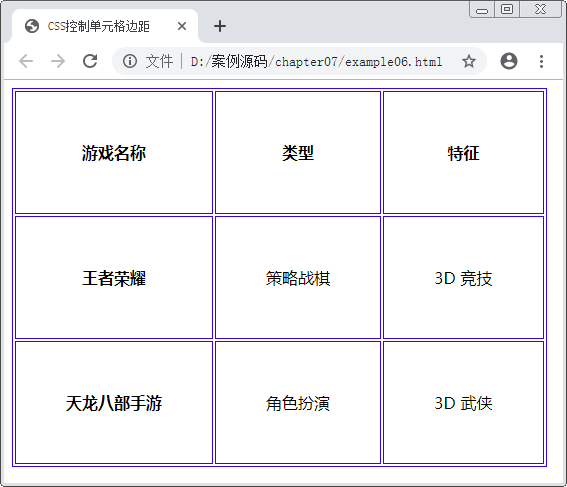 CSS控制单元格边距
文件 | D:/案例源码/chapter07/example06.html
游戏名称 类型 特征
王者荣耀 策略战棋 3D 竞技
天龙八部手游 角色扮演 3D 武侠